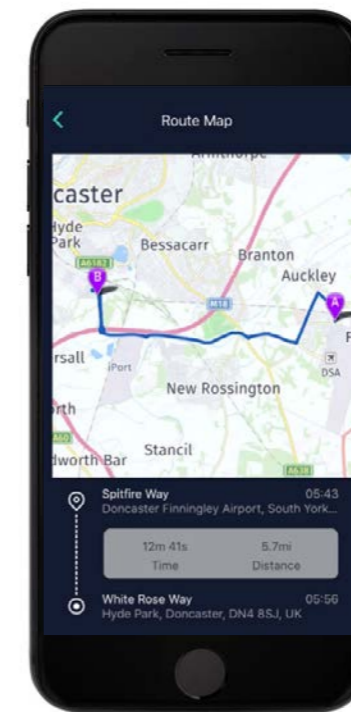 Route Map
Armthorpe
caster
Hyde
Park
A6182
B
Bessacarr
Branton
Auckley
A
M18
rsall
iPort
F
DSA
New Rossington
rth
A60
dworth Bar
Stancil
A638
Spitfire Way 05:43
Doncaster Finningley Airport, South York...
12m 41s 5.7mi
Time Distance
White Rose Way 05:56
Hyde Park, Doncaster, DN4 8SJ, UK